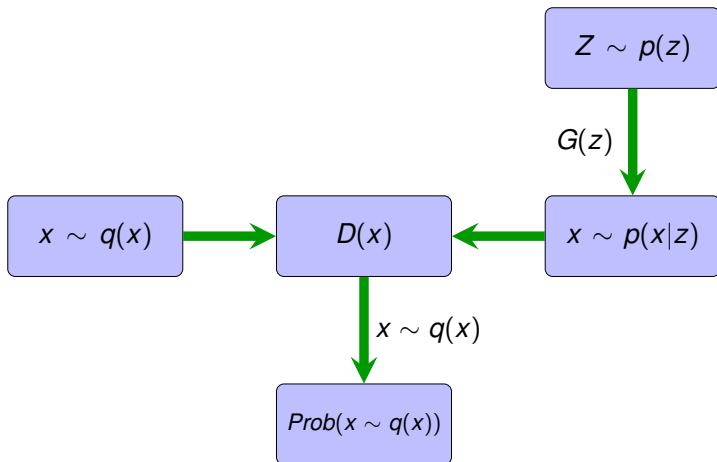 Z ∼ p(z)
G(z)
x ∼ q(x)
D(x)
x ∼ p(x|z)
x ∼ q(x)
Prob(x ∼ q(x))